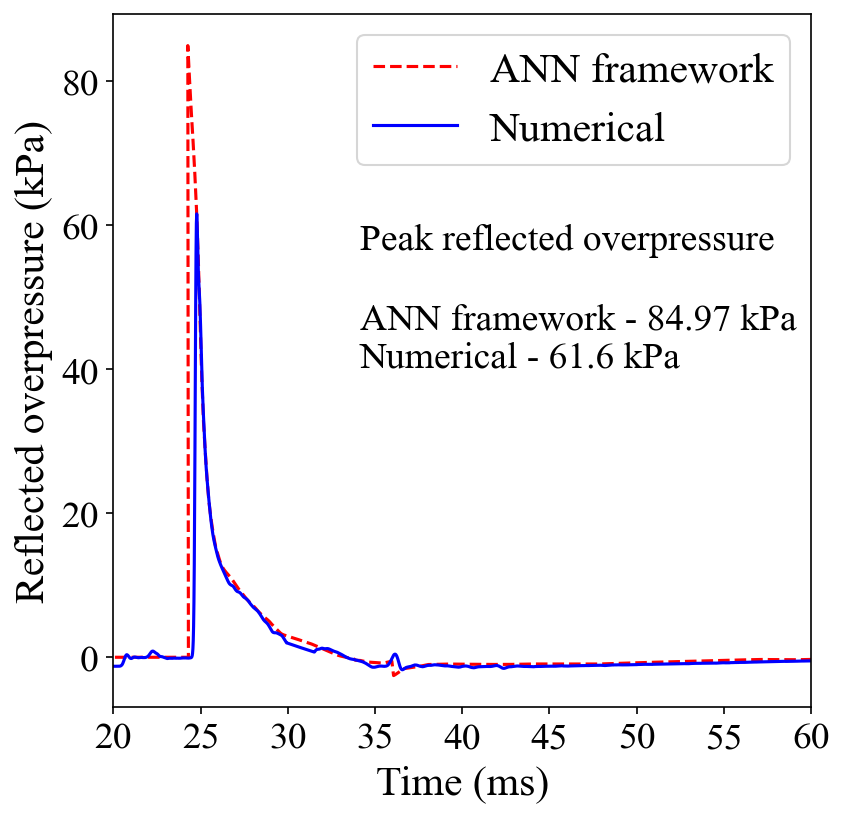 ANN framework
Numerical
Peak reflected overpressure
ANN framework - 84.97 kPa
Numerical - 61.6 kPa
Reflected overpressure (kPa)
80
60
40
20
0
20 25 30 35 40 45 50 55 60
Time (ms)